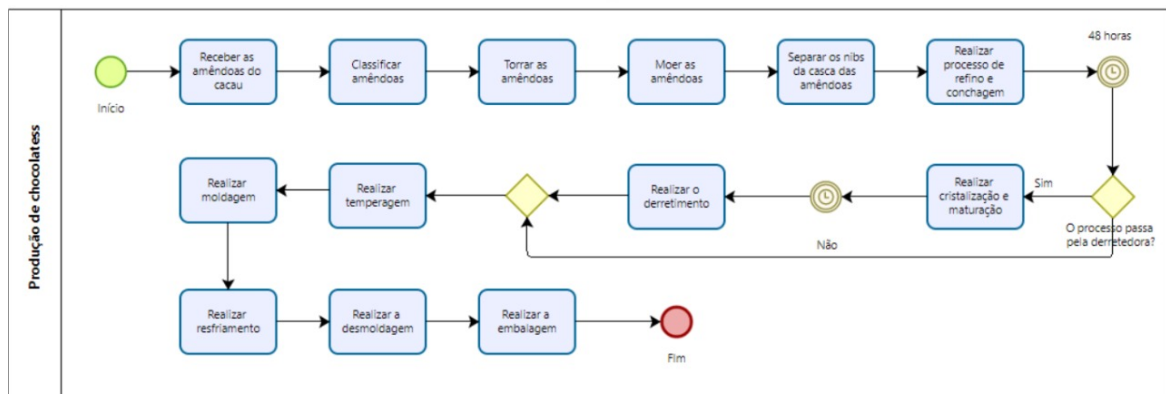 Produção de chocolatess
Início
Receber as
amêndoas do
cacau
Classificar
amêndoas
Torrar as
amêndoas
Moer as
amêndoas
Separar os nibs
da casca das
amêndoas
Realizar
processo de
refino e
conchagem
48 horas
O processo passa
pela derretedora?
Sim
Realizar
cristalização e
maturação
Não
Realizar o
derretimento
Realizar
temperagem
Realizar
moldagem
Realizar
resfriamento
Realizar a
desmoldagem
Realizar a
embalagem
Fim